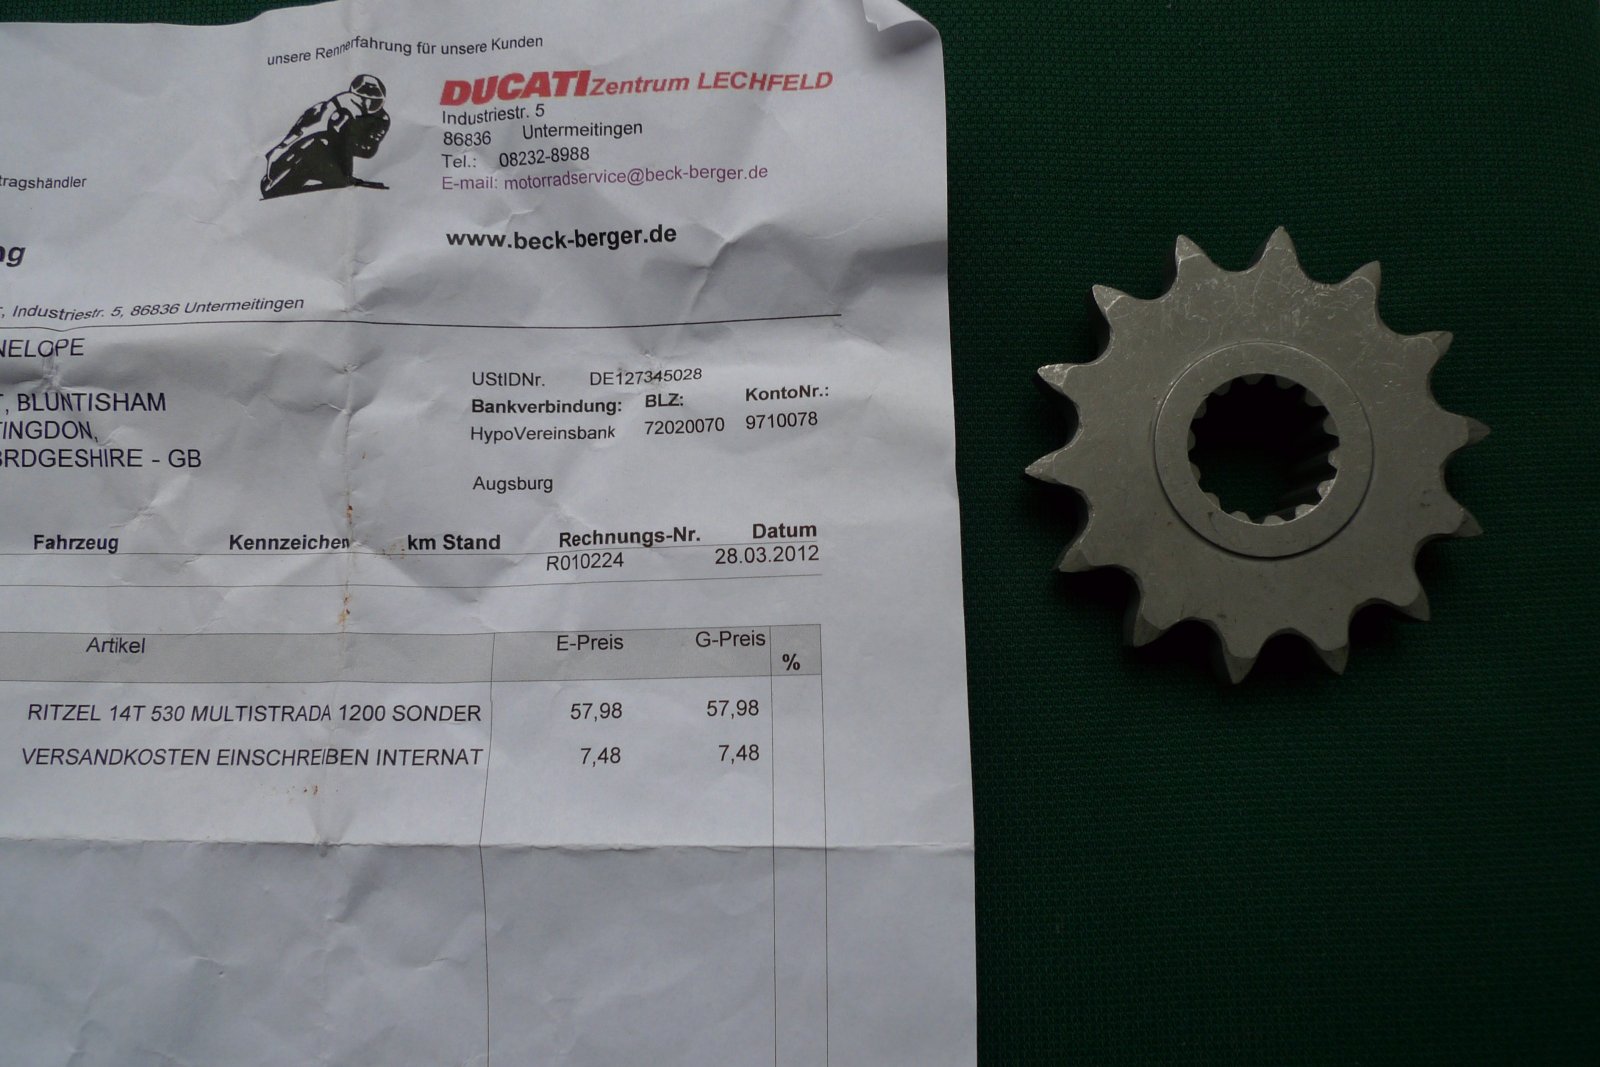 unsere Rennerfahrung für unsere Kunden
DUCATI Zentrum LECHFELD
Industriestr. 5
86836 Untermeitingen
Tel.: 08232-8988
E-mail: motorradservice@beck-berger.de
tragshändler
www.beck-berger.de
ng
, Industriestr. 5, 86836 Untermeitingen
NELOPE
, BLUNTISHAM
TINGDON,
BRDGESHIRE - GB
UStIDNr. DE127345028
Bankverbindung: BLZ: KontoNr.:
HypoVereinsbank 72020070 9710078
Augsburg
Fahrzeug Kennzeichen km Stand Rechnungs-Nr. Datum
R010224 28.03.2012
Artikel E-Preis G-Preis %
RITZEL 14T 530 MULTISTRADA 1200 SONDER 57,98 57,98
VERSANDKOSTEN EINSCHREIBEN INTERNAT 7,48 7,48